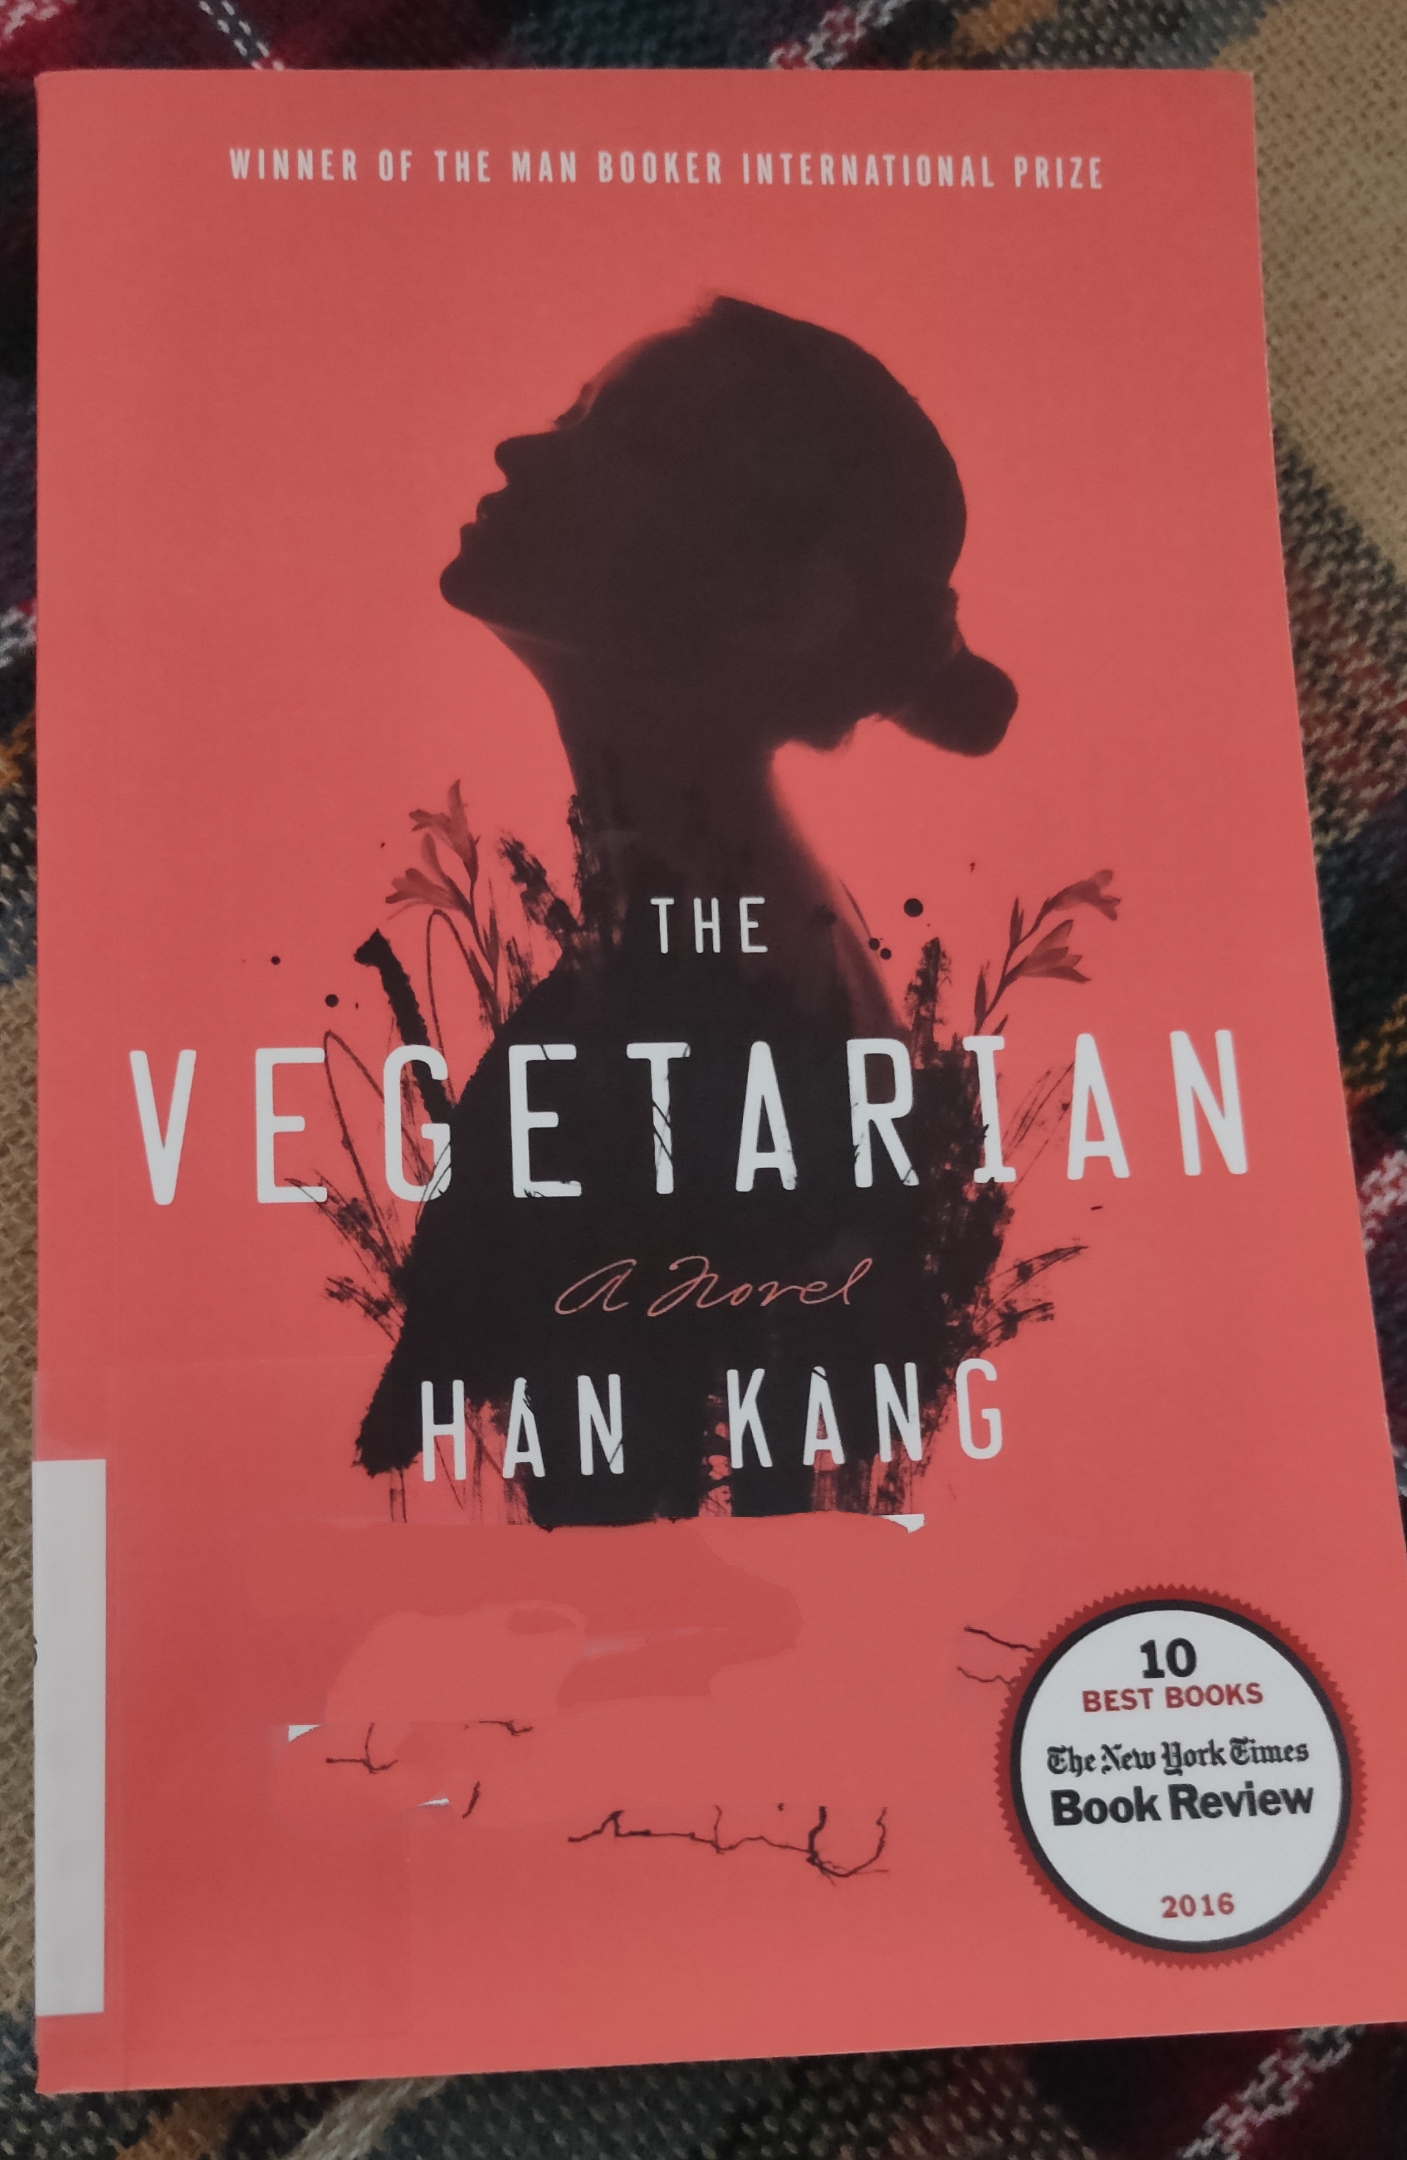 WINNER OF THE MAN BOOKER INTERNATIONAL PRIZE
THE
VEGETARIAN
A Novel
HAN KANG
10
BEST BOOKS
The New York Times
Book Review
2016